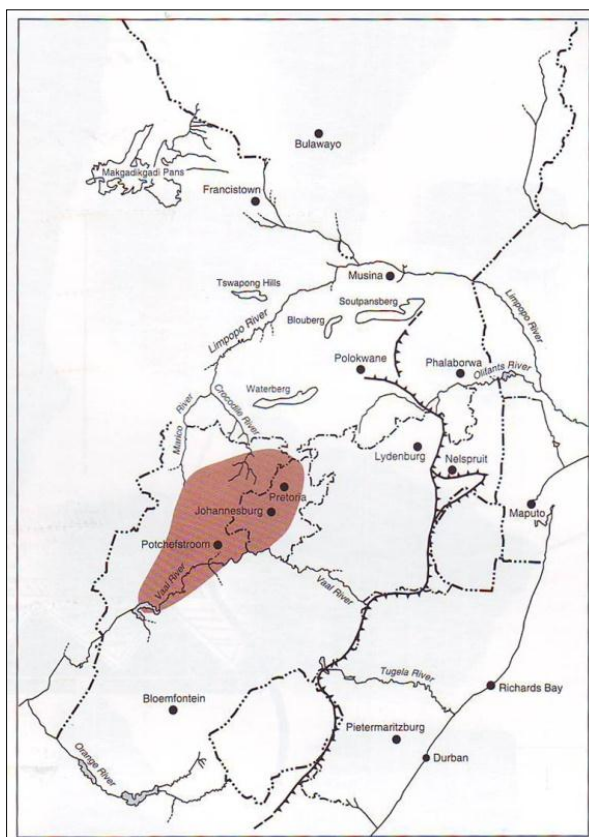 Bulawayo
Makgadikgadi Pans
Francistown
Musina
Tswapong Hills
Soutpansberg
Blouberg
Limpopo River
Limpopo River
Polokwane
Phalaborwa
Olifants River
Waterberg
Crocodile River
Marico River
Lydenburg
Nelspruit
Pretoria
Johannesburg
Maputo
Potchefstroom
Vaal River
Vaal River
Tugela River
Richards Bay
Bloemfontein
Pietermaritzburg
Durban
Orange River